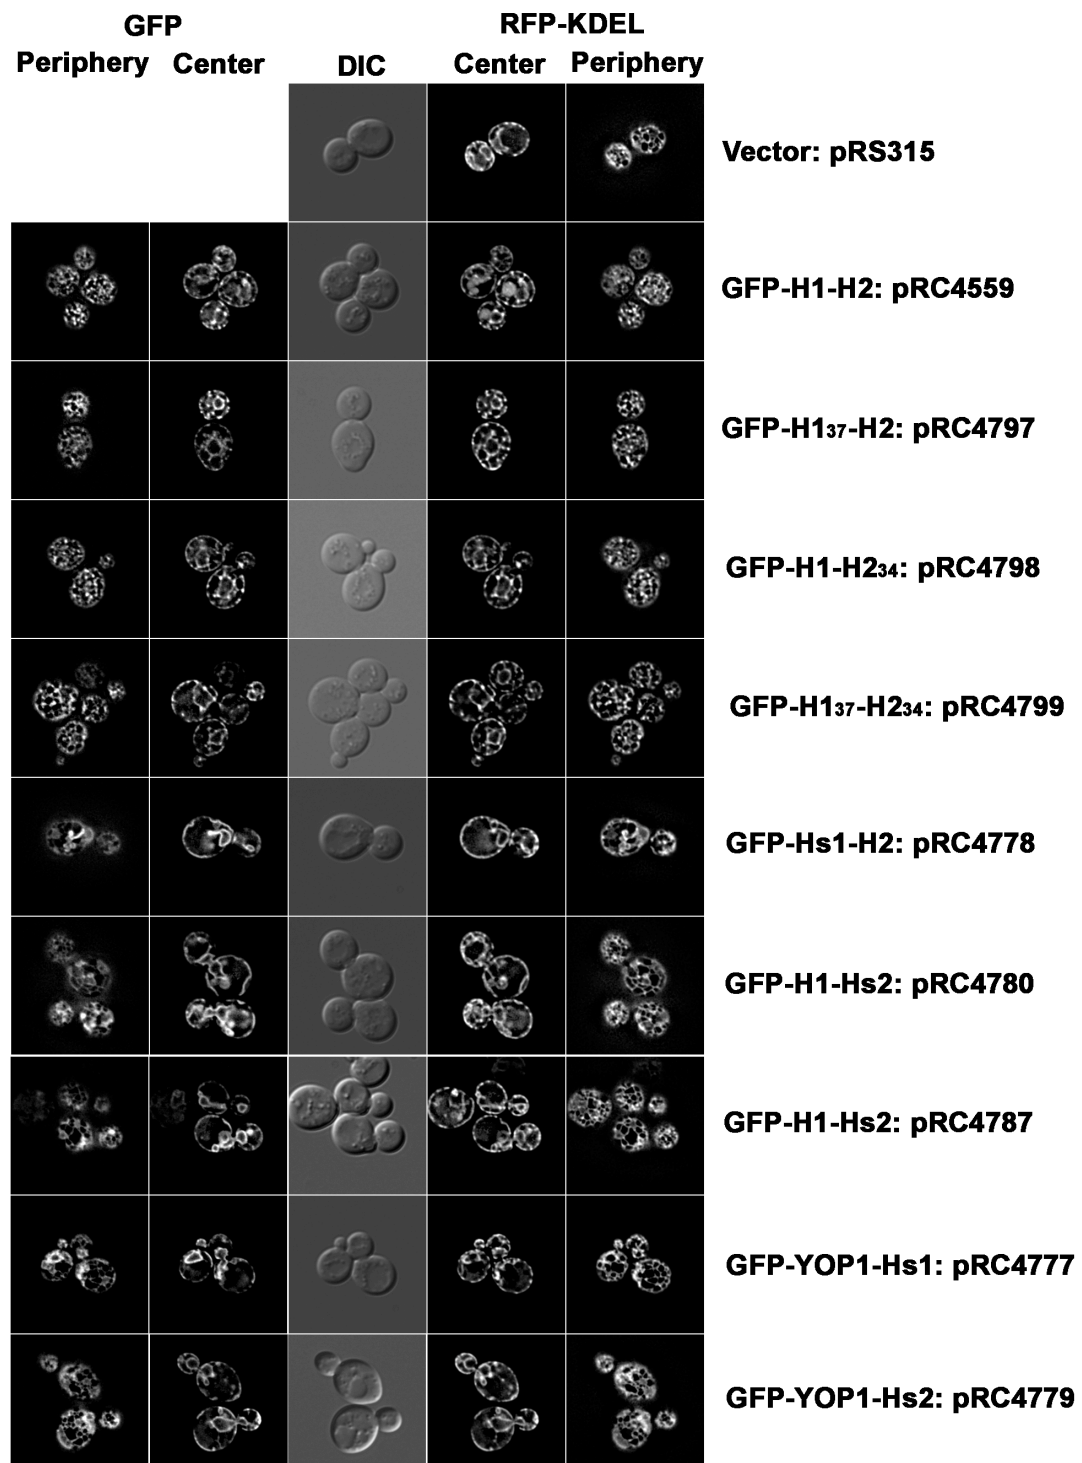 GFP
RFP-KDEL
Periphery Center DIC Center Periphery
Vector: pRS315
GFP-H1-H2: pRC4559
GFP-H137-H2: pRC4797
GFP-H1-H234: pRC4798
GFP-H137-H234: pRC4799
GFP-Hs1-H2: pRC4778
GFP-H1-Hs2: pRC4780
GFP-H1-Hs2: pRC4787
GFP-YOP1-Hs1: pRC4777
GFP-YOP1-Hs2: pRC4779